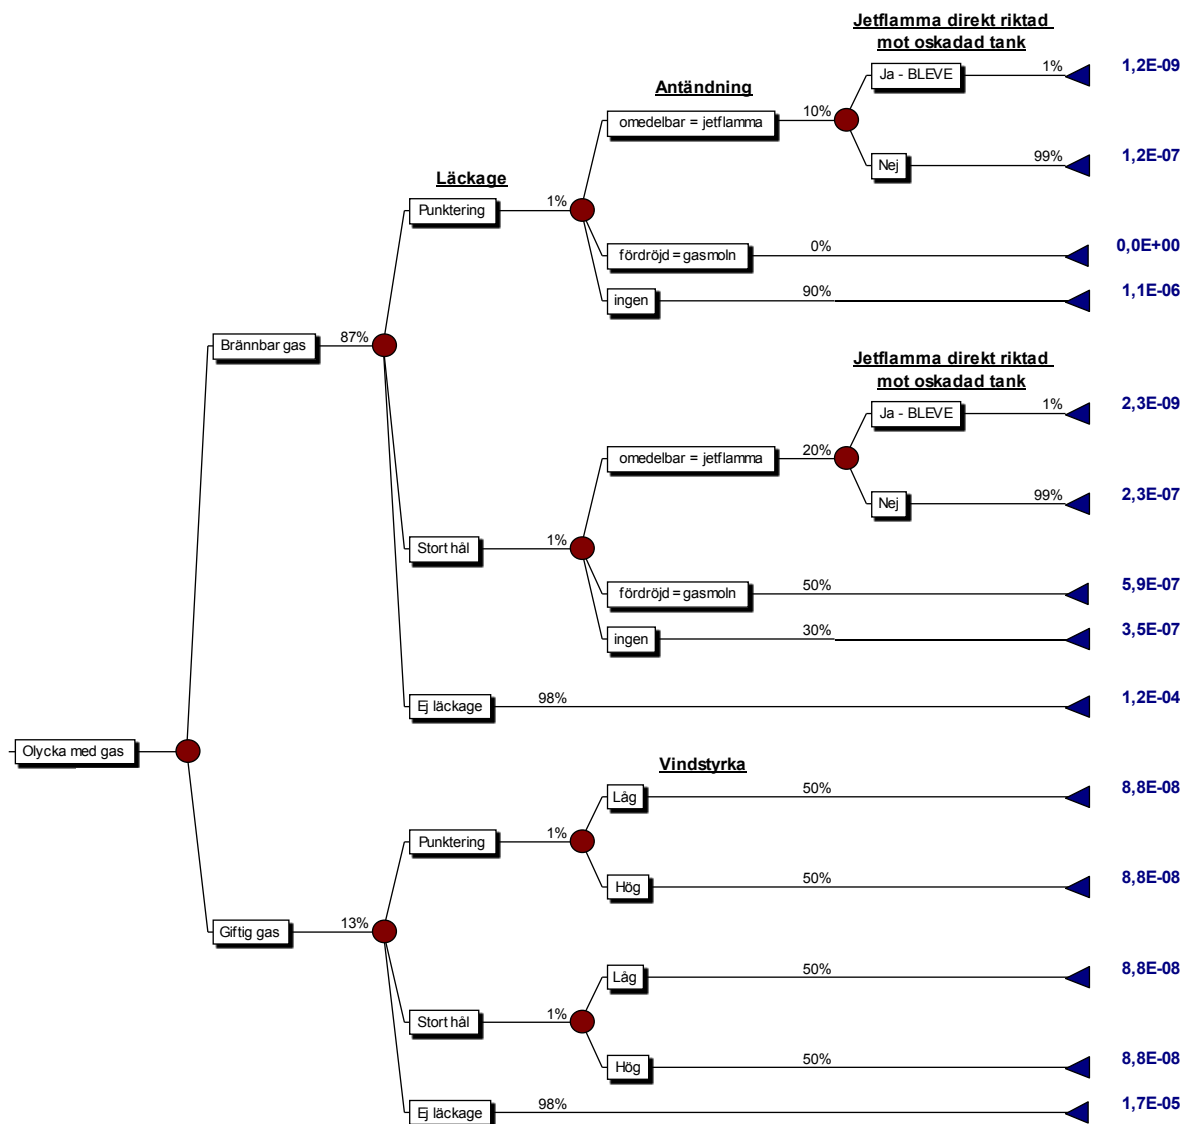 Jetflamma direkt riktad
mot oskadad tank
Ja - BLEVE 1% 1,2E-09
Antändning
omedelbar = jetflamma 10%
Nej 99% 1,2E-07
Läckage
Punktering 1%
fördröjd = gasmoln 0% 0,0E+00
ingen 90% 1,1E-06
Brännbar gas 87%
Jetflamma direkt riktad
mot oskadad tank
Ja - BLEVE 1% 2,3E-09
omedelbar = jetflamma 20%
Nej 99% 2,3E-07
Stort hål 1%
fördröjd = gasmoln 50% 5,9E-07
ingen 30% 3,5E-07
Ej läckage 98% 1,2E-04
Olycka med gas
Vindstyrka
Låg 50% 8,8E-08
Punktering 1%
Hög 50% 8,8E-08
Giftig gas 13%
Låg 50% 8,8E-08
Stort hål 1%
Hög 50% 8,8E-08
Ej läckage 98% 1,7E-05